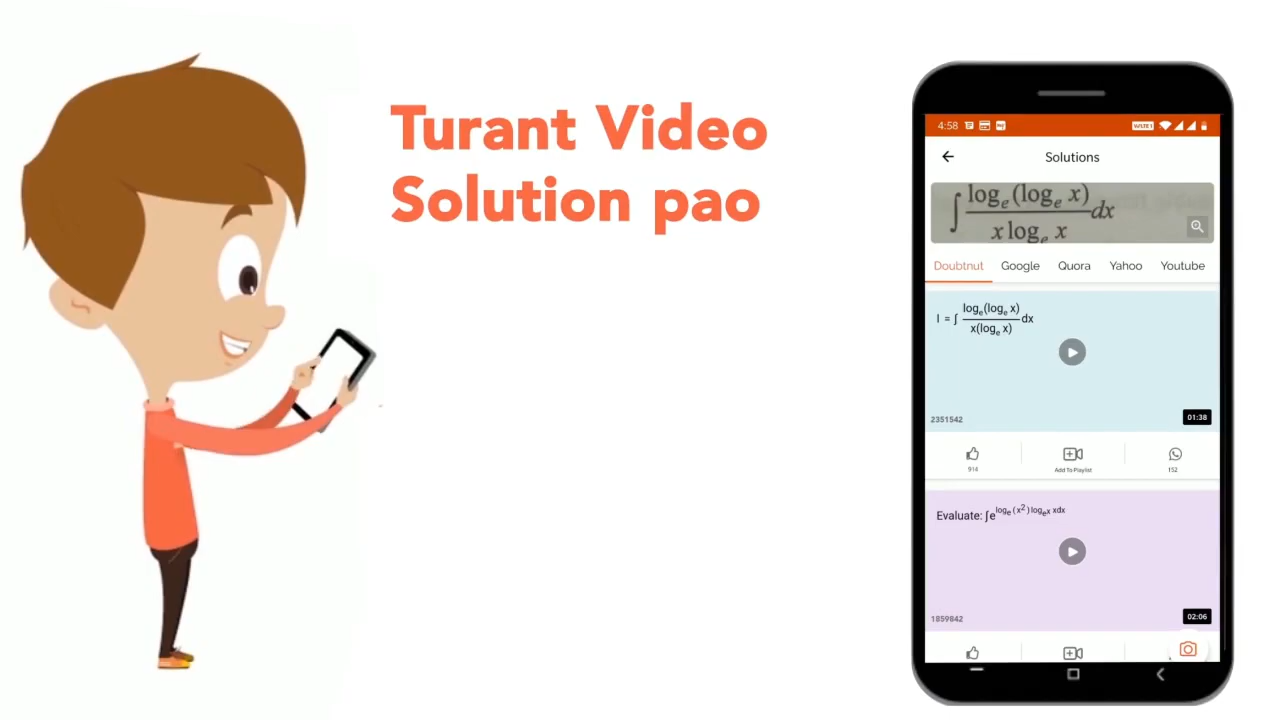 Turant Video
Solution pao
4:58
VoLTE1
Solutions
∫ logₑ(logₑ x) / x logₑ x dx
Doubtnut Google Quora Yahoo Youtube
I = ∫ logₑ(logₑ x) / x(logₑ x) dx
2351542 01:38
914 Add To Playlist 152
Evaluate: ∫e^logₑ(x²)logₑx xdx
1859842 02:06